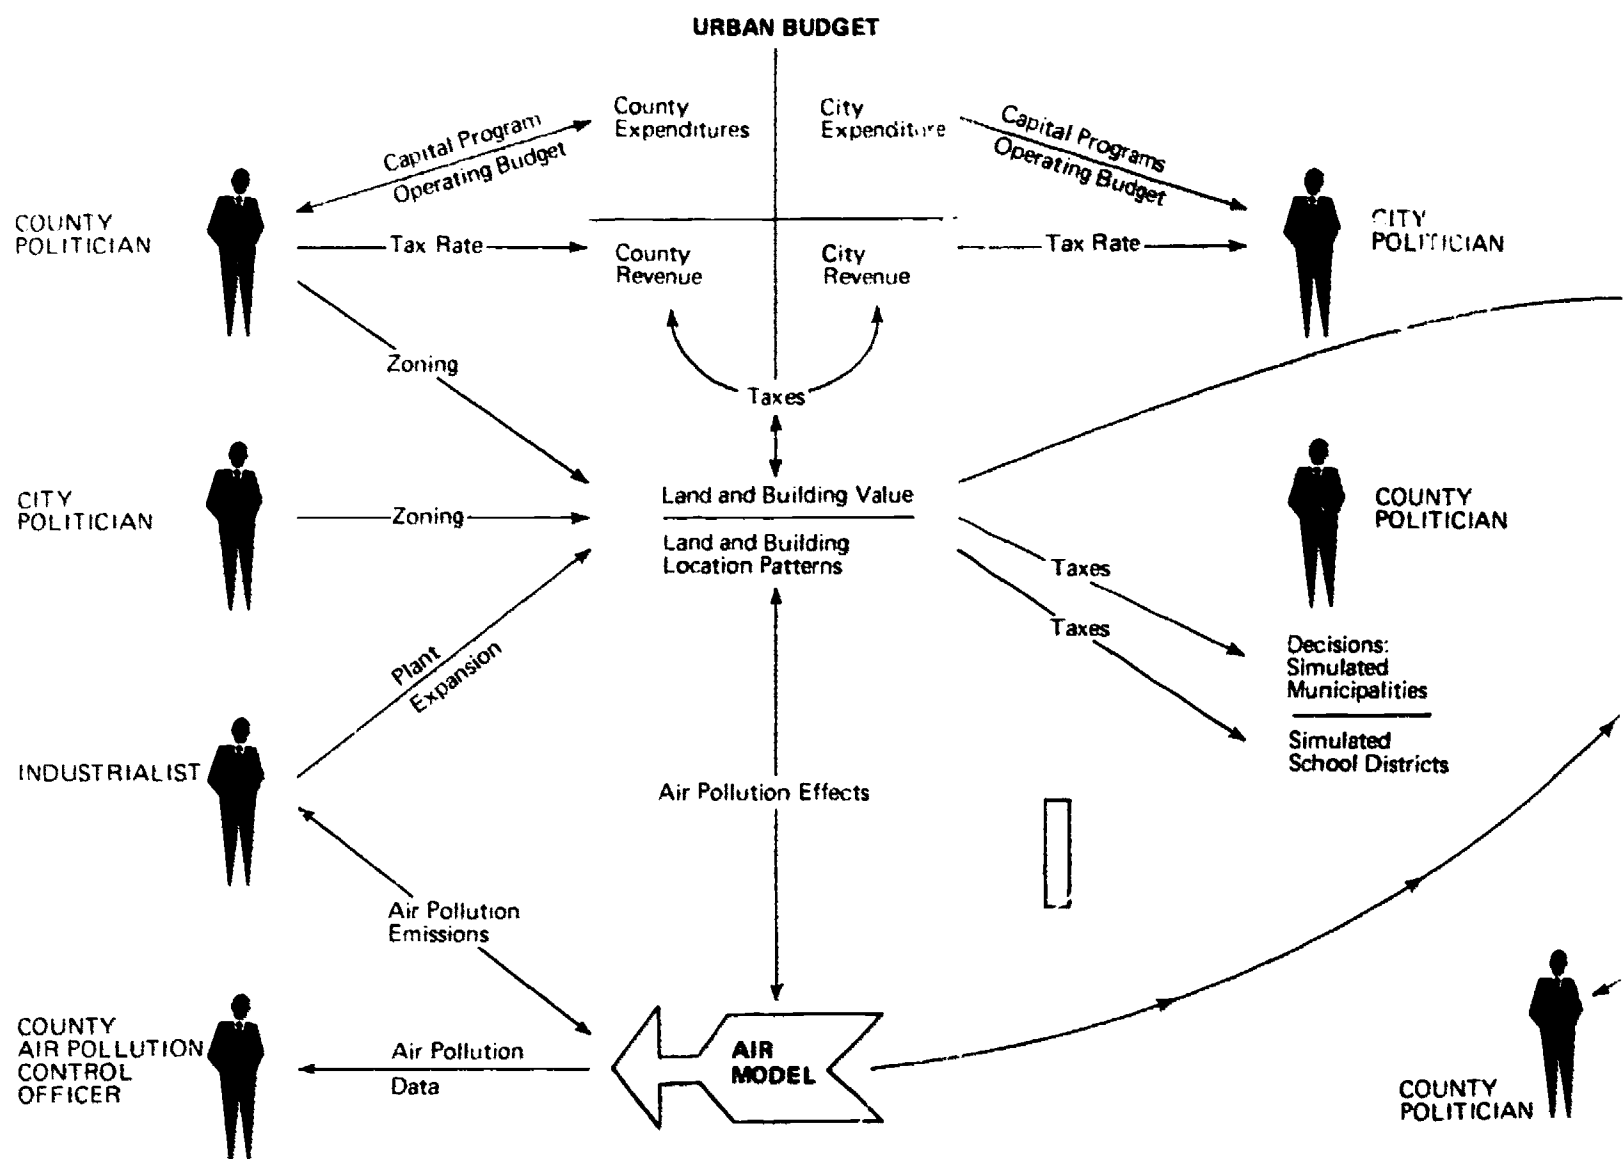 URBAN BUDGET
County
Expenditures
City
Expenditure
Capital Program
Operating Budget
Capital Programs
Operating Budget
COUNTY
POLITICIAN
Tax Rate
County
Revenue
City
Revenue
Tax Rate
CITY
POLITICIAN
Zoning
Taxes
CITY
POLITICIAN
Zoning
Land and Building Value
Land and Building
Location Patterns
COUNTY
POLITICIAN
Taxes
Taxes
Decisions:
Simulated
Municipalities
Simulated
School Districts
Plant
Expansion
INDUSTRIALIST
Air Pollution Effects
Air Pollution
Emissions
COUNTY
AIR POLLUTION
CONTROL
OFFICER
Air Pollution
Data
AIR
MODEL
COUNTY
POLITICIAN